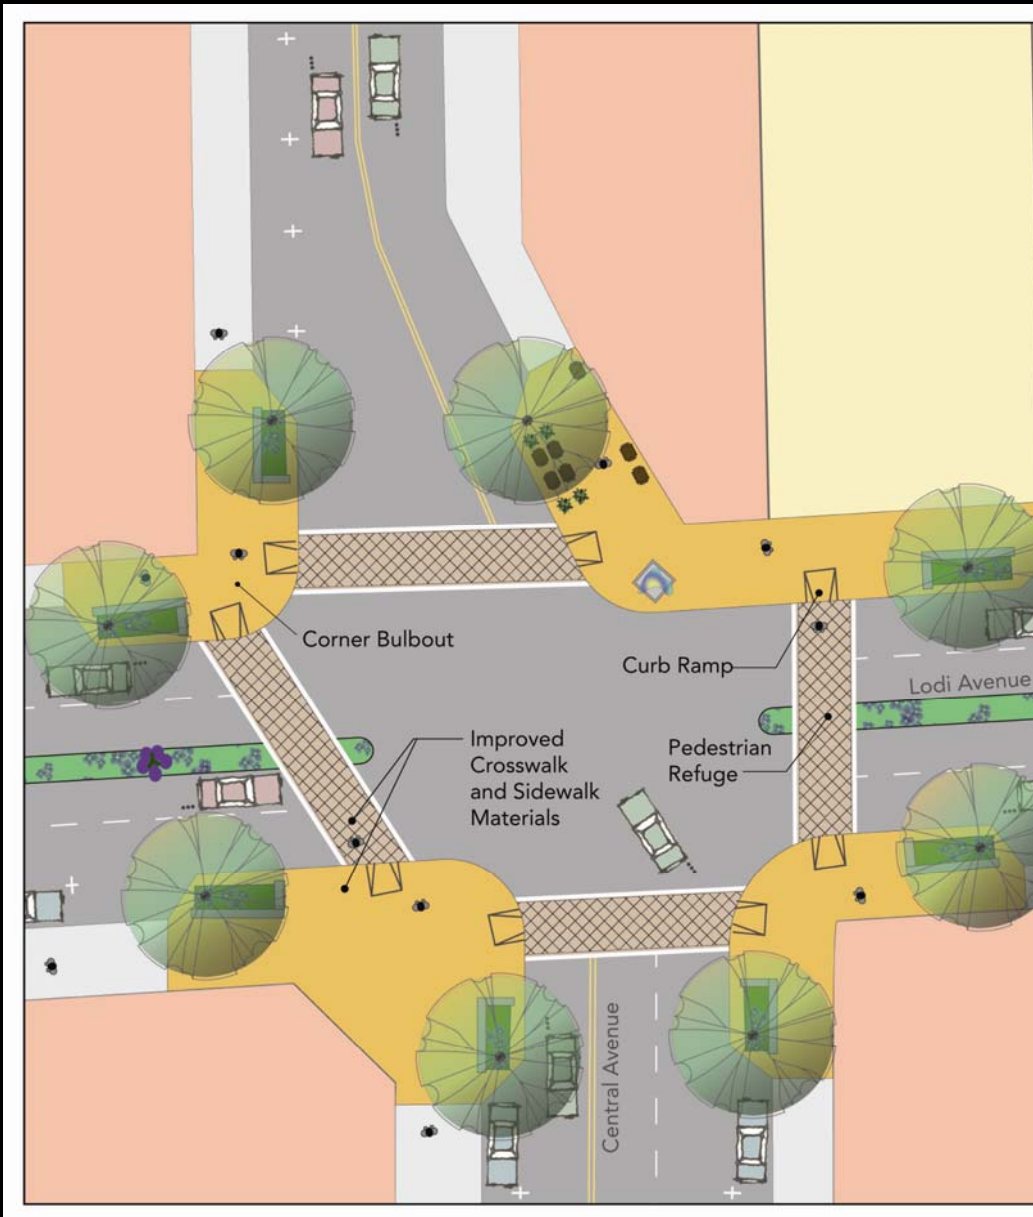 Corner Bulbout
Curb Ramp
Lodi Avenue
Improved
Crosswalk
and Sidewalk
Materials
Pedestrian
Refuge
Central Avenue